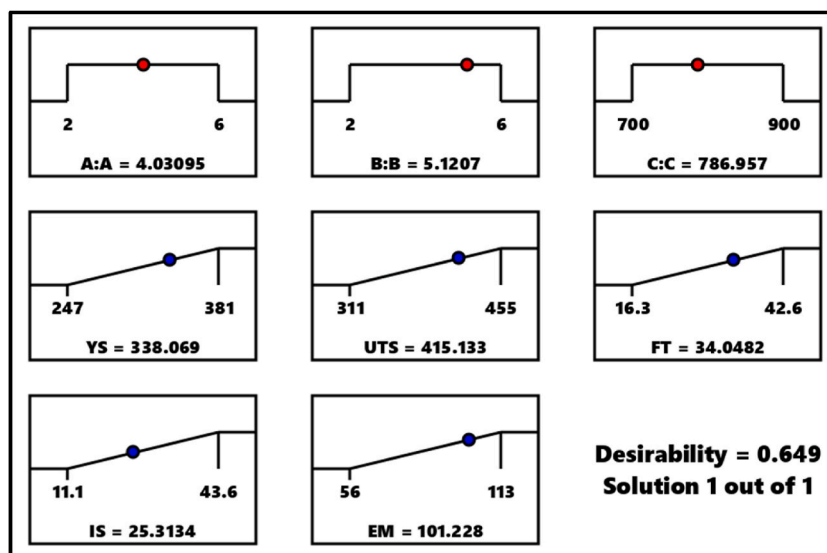 2 6
A:A = 4.03095
2 6
B:B = 5.1207
700 900
C:C = 786.957
247 381
YS = 338.069
311 455
UTS = 415.133
16.3 42.6
FT = 34.0482
11.1 43.6
IS = 25.3134
56 113
EM = 101.228
Desirability = 0.649
Solution 1 out of 1